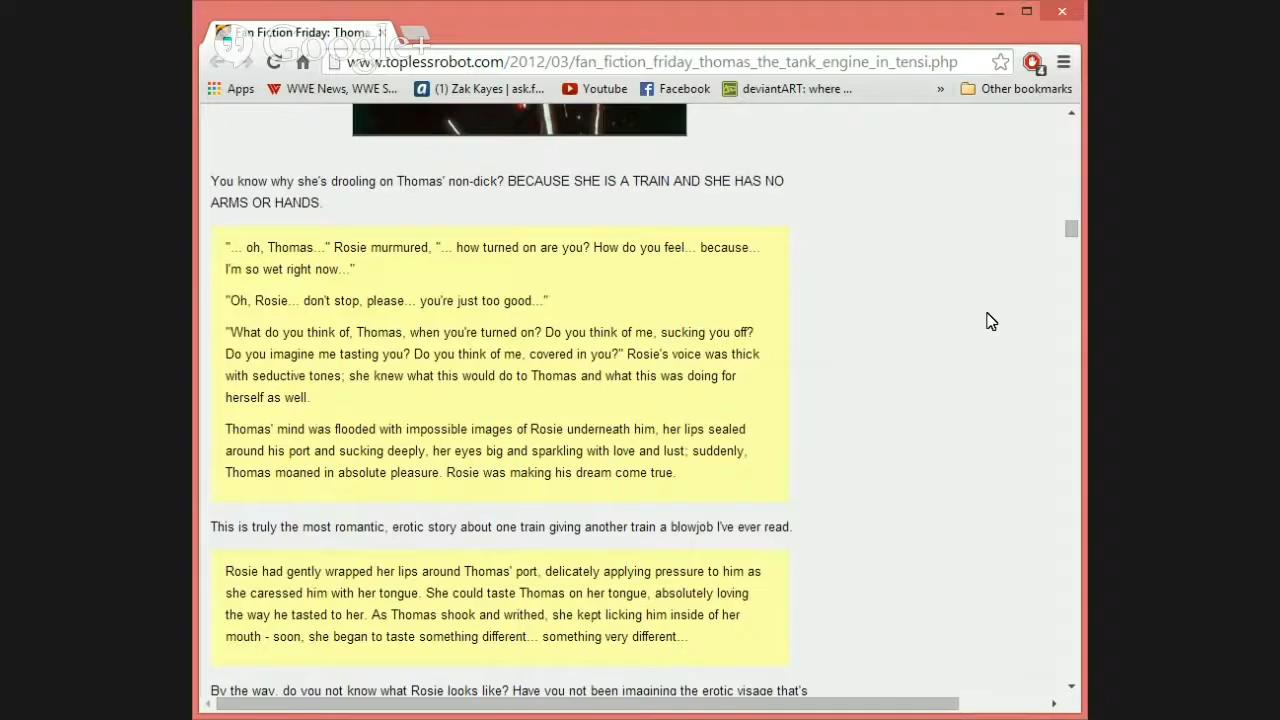 Fan Fiction Friday: Thoma
Google+
www.toplessrobot.com/2012/03/fan_fiction_friday_thomas_the_tank_engine_in_tensi.php
4
Apps
WWE News, WWE S...
(1) Zak Kayes | ask.f...
Youtube
Facebook
deviantART: where ...
»
Other bookmarks
You know why she's drooling on Thomas' non-dick? BECAUSE SHE IS A TRAIN AND SHE HAS NO
ARMS OR HANDS.
"... oh, Thomas..." Rosie murmured, "... how turned on are you? How do you feel... because...
I'm so wet right now..."
"Oh, Rosie... don't stop, please... you're just too good..."
"What do you think of, Thomas, when you're turned on? Do you think of me, sucking you off?
Do you imagine me tasting you? Do you think of me, covered in you?" Rosie's voice was thick
with seductive tones; she knew what this would do to Thomas and what this was doing for
herself as well.
Thomas' mind was flooded with impossible images of Rosie underneath him, her lips sealed
around his port and sucking deeply, her eyes big and sparkling with love and lust; suddenly,
Thomas moaned in absolute pleasure. Rosie was making his dream come true.
This is truly the most romantic, erotic story about one train giving another train a blowjob I've ever read.
Rosie had gently wrapped her lips around Thomas' port, delicately applying pressure to him as
she caressed him with her tongue. She could taste Thomas on her tongue, absolutely loving
the way he tasted to her. As Thomas shook and writhed, she kept licking him inside of her
mouth - soon, she began to taste something different... something very different...
By the way, do you not know what Rosie looks like? Have you not been imagining the erotic visage that's